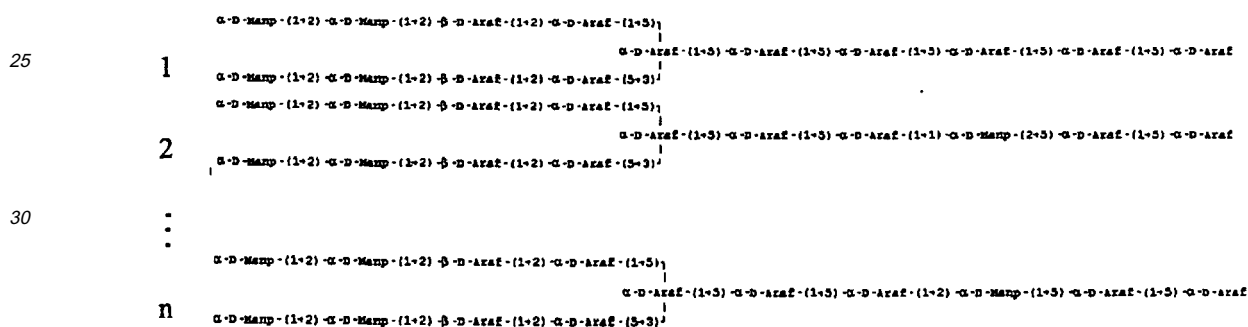 α-D-Manp-(1→2)-α-D-Manp-(1→2)-β-D-Araf-(1→2)-α-D-Araf-(1→5)
25
α-D-Araf-(1→5)-α-D-Araf-(1→5)-α-D-Araf-(1→5)-α-D-Araf-(1→5)-α-D-Araf-(1→5)-α-D-Araf
1
α-D-Manp-(1→2)-α-D-Manp-(1→2)-β-D-Araf-(1→2)-α-D-Araf-(5→3)
α-D-Manp-(1→2)-α-D-Manp-(1→2)-β-D-Araf-(1→2)-α-D-Araf-(1→5)
α-D-Araf-(1→5)-α-D-Araf-(1→5)-α-D-Araf-(1→1)-α-D-Manp-(2→5)-α-D-Araf-(1→5)-α-D-Araf
2
α-D-Manp-(1→2)-α-D-Manp-(1→2)-β-D-Araf-(1→2)-α-D-Araf-(5→3)
30
α-D-Manp-(1→2)-α-D-Manp-(1→2)-β-D-Araf-(1→2)-α-D-Araf-(1→5)
α-D-Araf-(1→5)-α-D-Araf-(1→5)-α-D-Araf-(1→2)-α-D-Manp-(1→5)-α-D-Araf-(1→5)-α-D-Araf
n
α-D-Manp-(1→2)-α-D-Manp-(1→2)-β-D-Araf-(1→2)-α-D-Araf-(5→3)